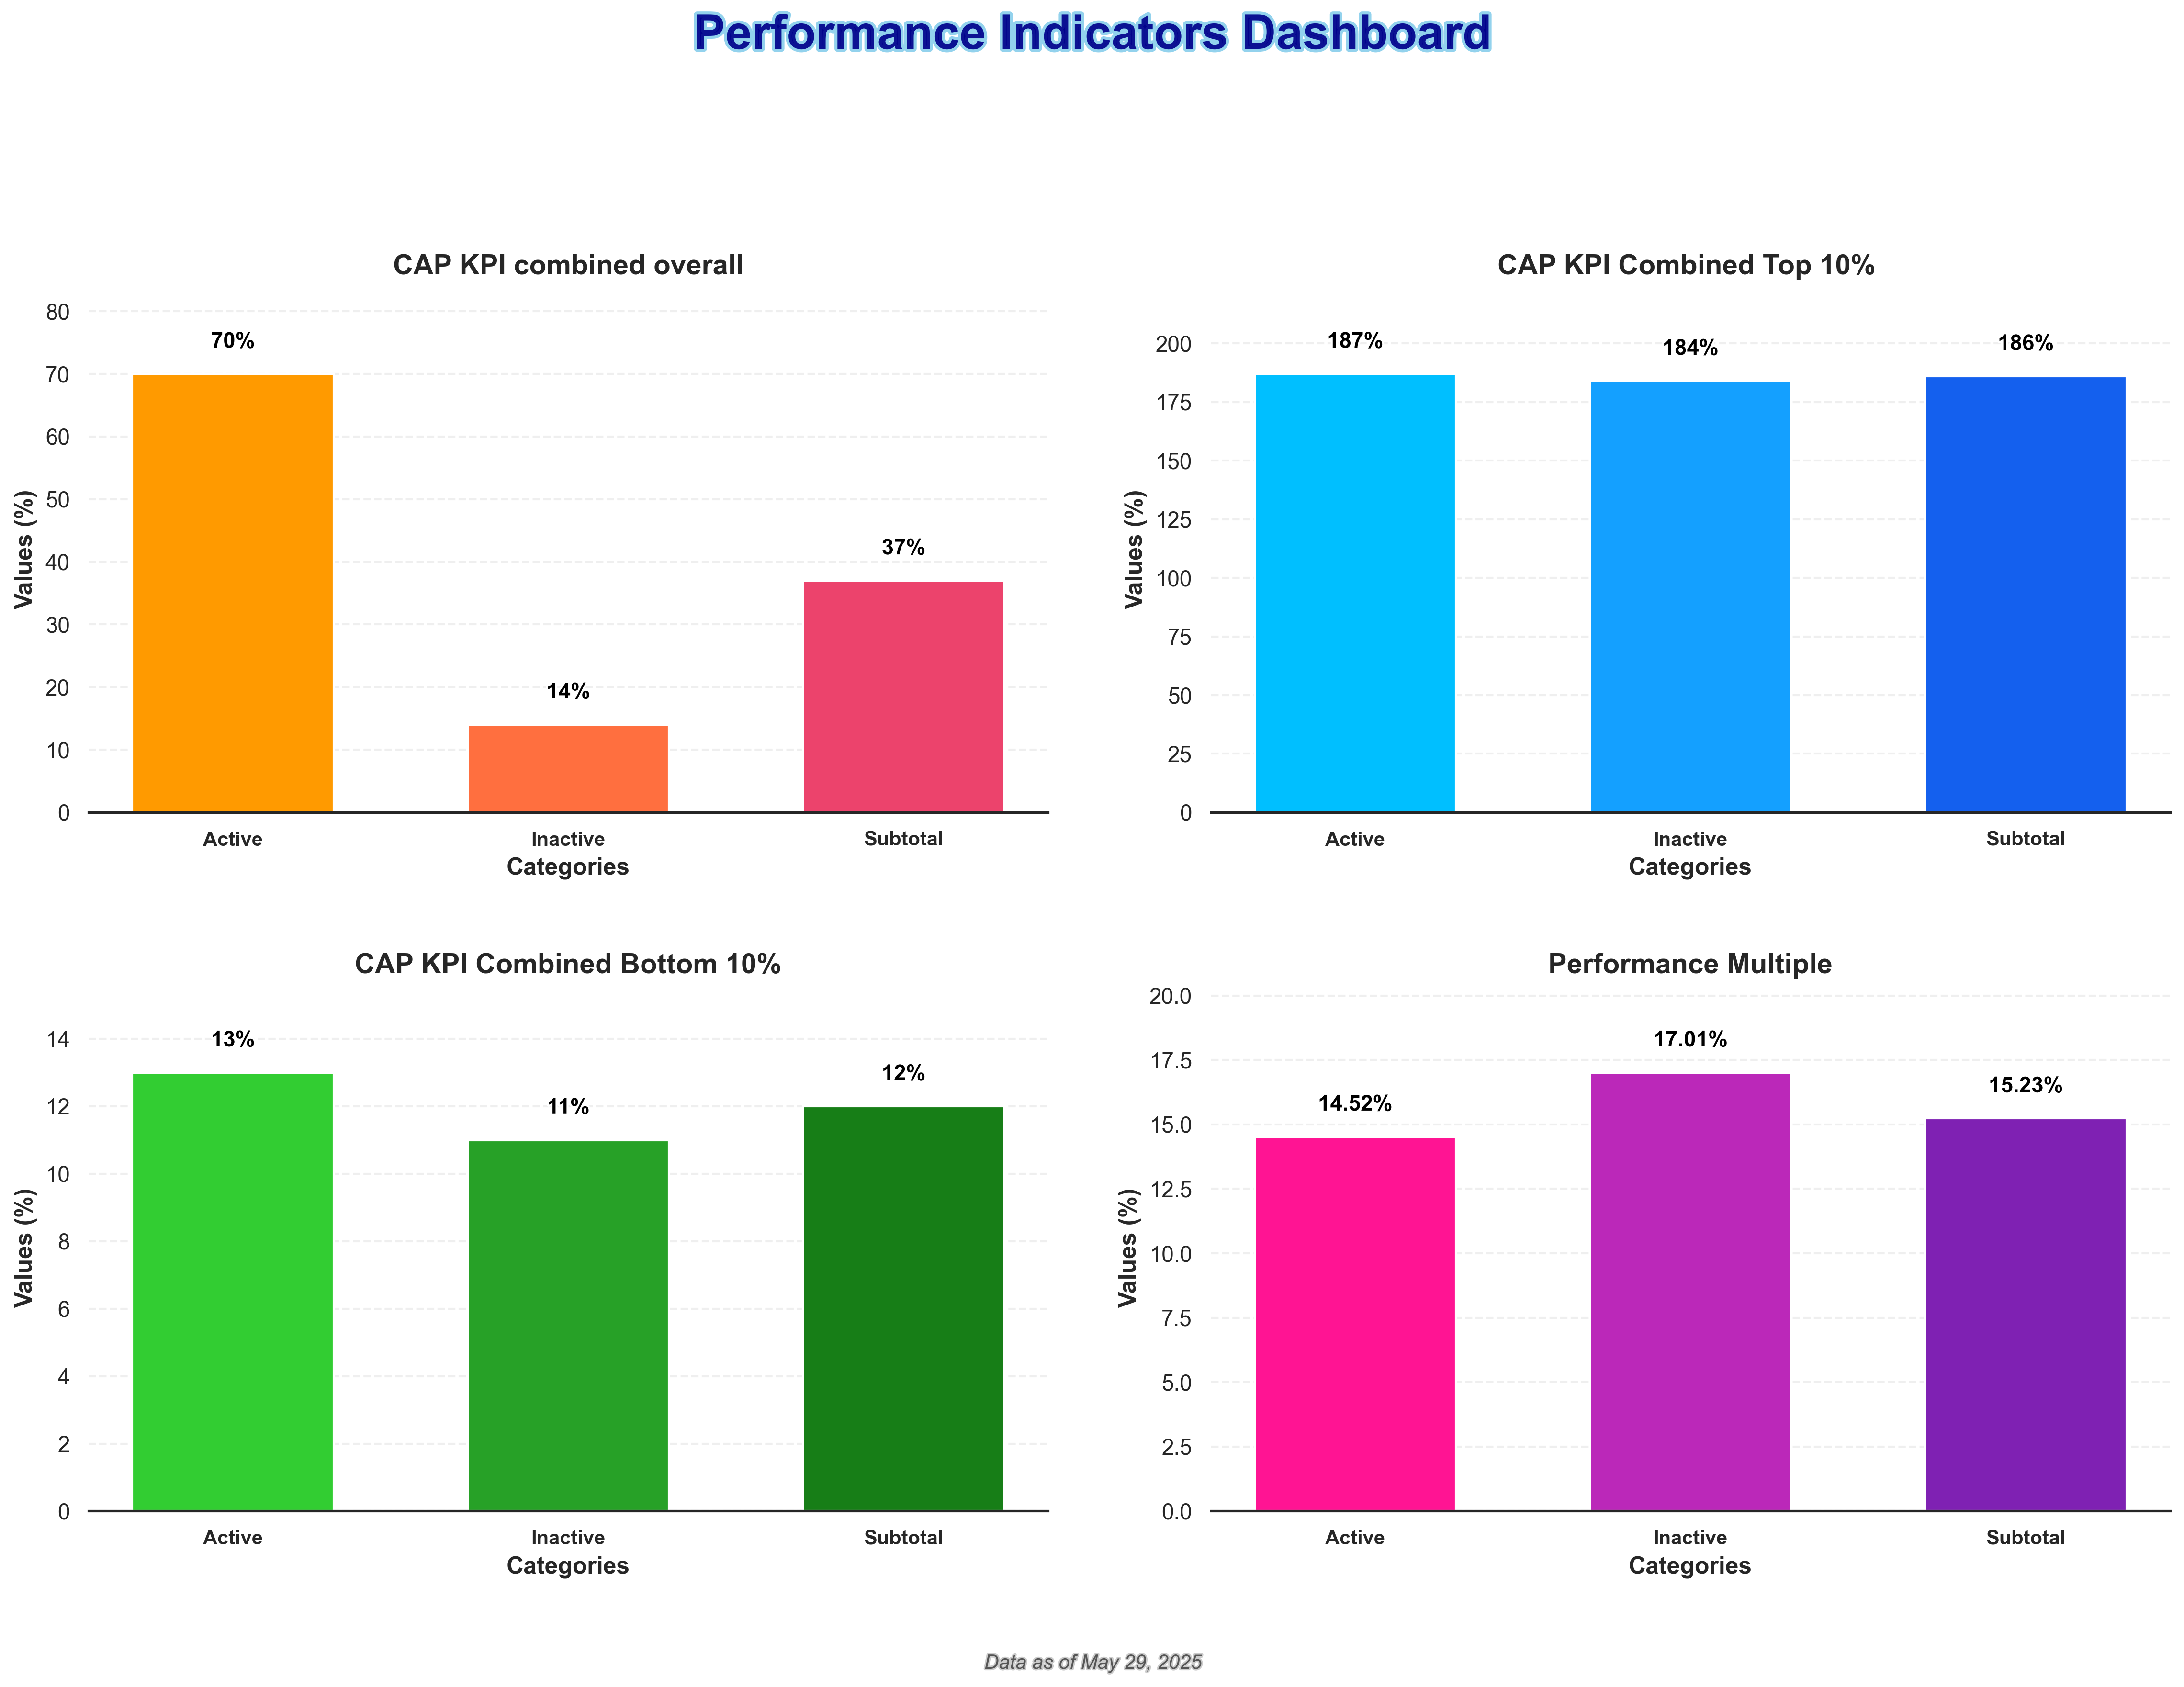 Performance Indicators Dashboard
CAP KPI combined overall
Values (%)
80
70
60
50
40
30
20
10
0
70%
14%
37%
Active
Inactive
Subtotal
Categories
CAP KPI Combined Top 10%
Values (%)
200
175
150
125
100
75
50
25
0
187%
184%
186%
Active
Inactive
Subtotal
Categories
CAP KPI Combined Bottom 10%
Values (%)
14
12
10
8
6
4
2
0
13%
11%
12%
Active
Inactive
Subtotal
Categories
Performance Multiple
Values (%)
20.0
17.5
15.0
12.5
10.0
7.5
5.0
2.5
0.0
14.52%
17.01%
15.23%
Active
Inactive
Subtotal
Categories
Data as of May 29, 2025